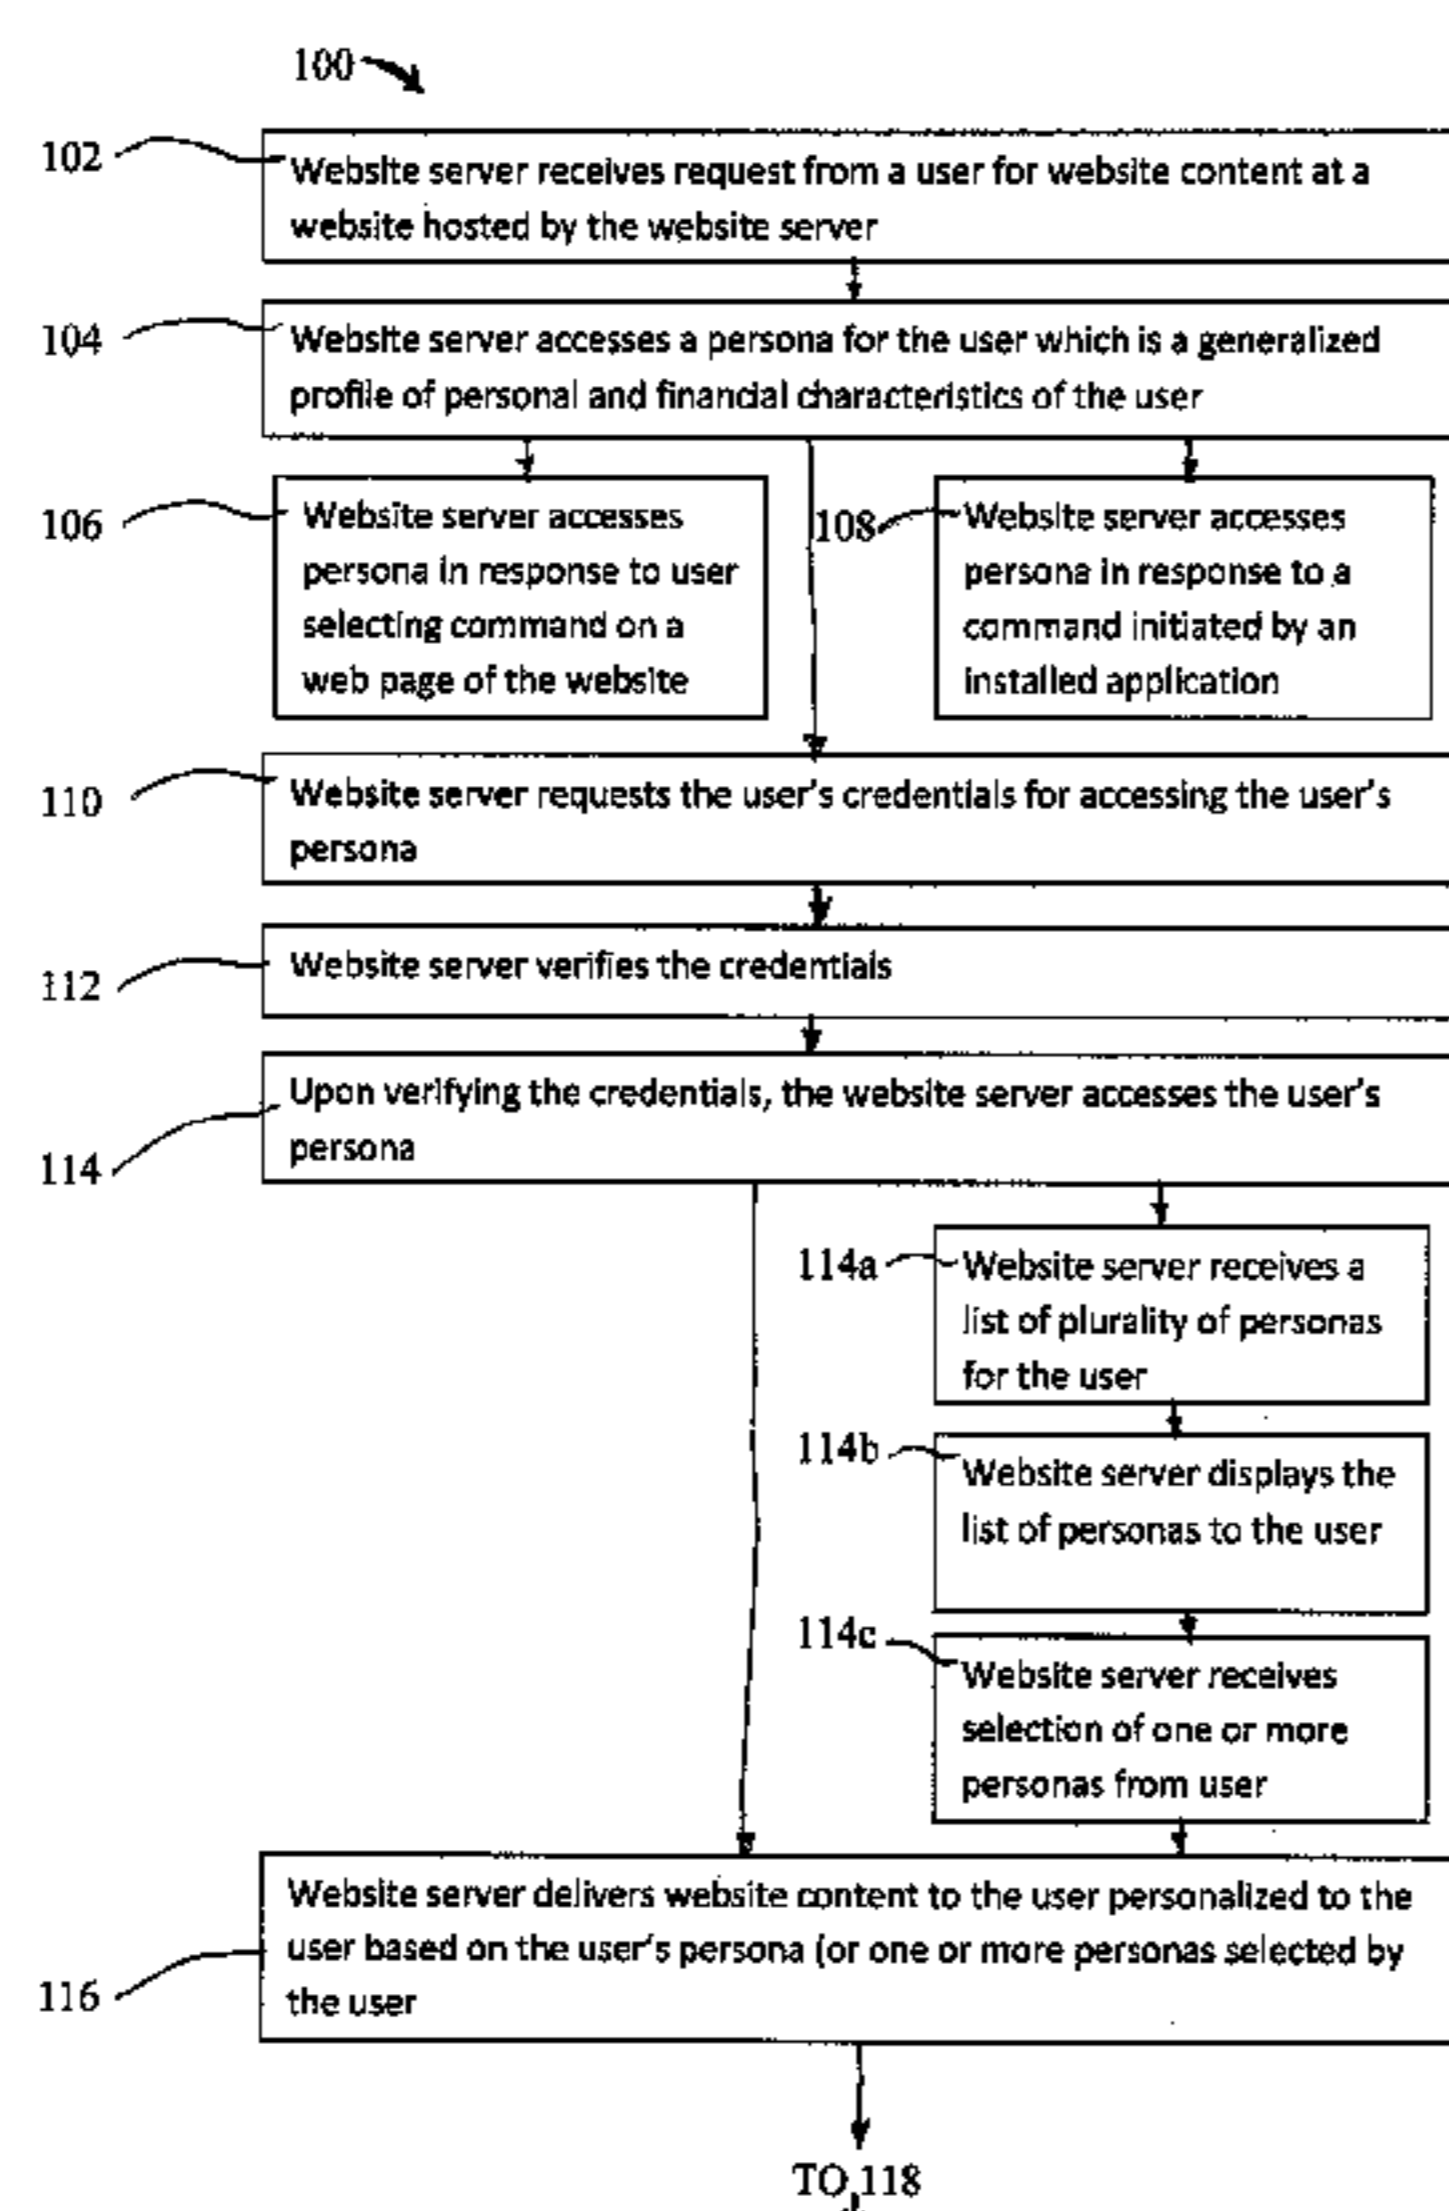 100
102
Website server receives request from a user for website content at a
website hosted by the website server
104
Website server accesses a persona for the user which is a generalized
profile of personal and financial characteristics of the user
106
Website server accesses
persona in response to user
selecting command on a
web page of the website
108
Website server accesses
persona in response to a
command initiated by an
installed application
110
Website server requests the user's credentials for accessing the user's
persona
112
Website server verifies the credentials
114
Upon verifying the credentials, the website server accesses the user's
persona
114a
Website server receives a
list of plurality of personas
for the user
114b
Website server displays the
list of personas to the user
114c
Website server receives
selection of one or more
personas from user
116
Website server delivers website content to the user personalized to the
user based on the user's persona (or one or more personas selected by
the user
TO 118